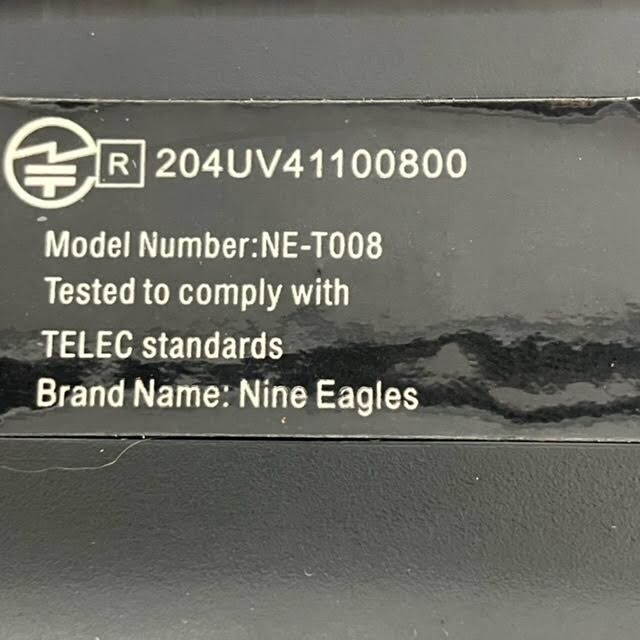 R 204UV41100800
Model Number:NE-T008
Tested to comply with
TELEC standards
Brand Name: Nine Eagles